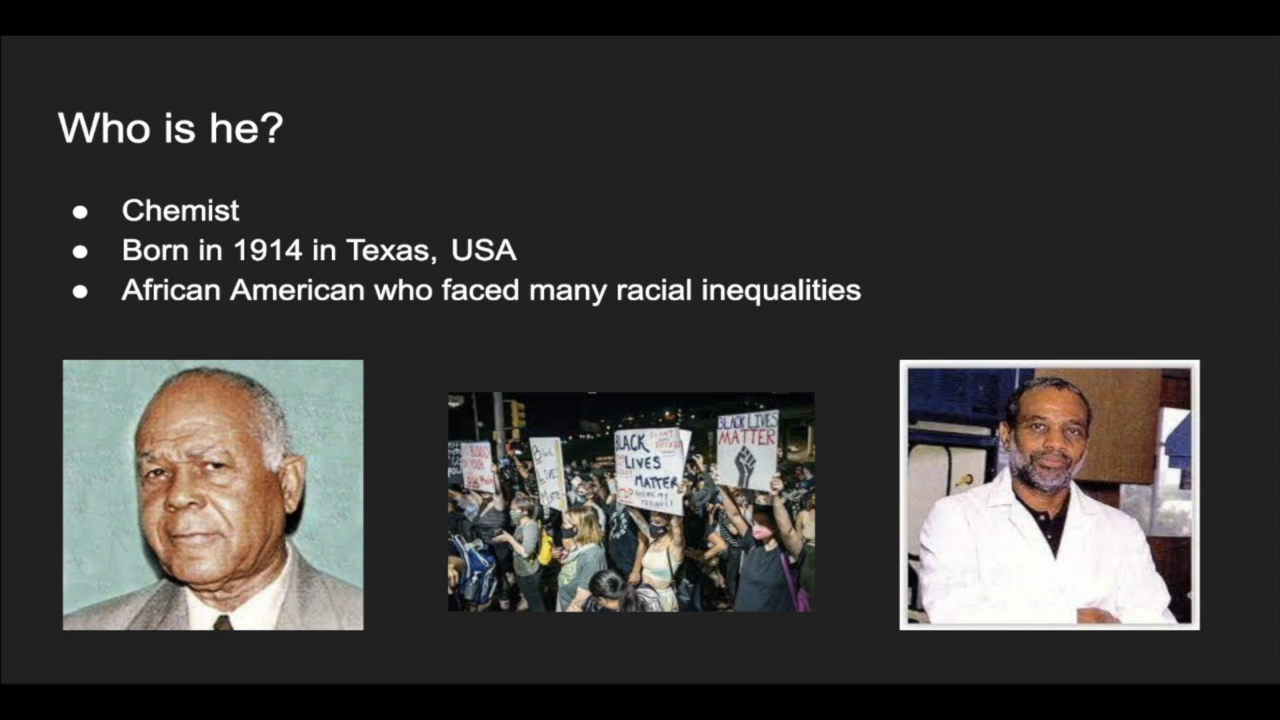 Who is he?
● Chemist
● Born in 1914 in Texas, USA
● African American who faced many racial inequalities
BLACK
LIVES
MATTER
BLACK LIVES
MATTER